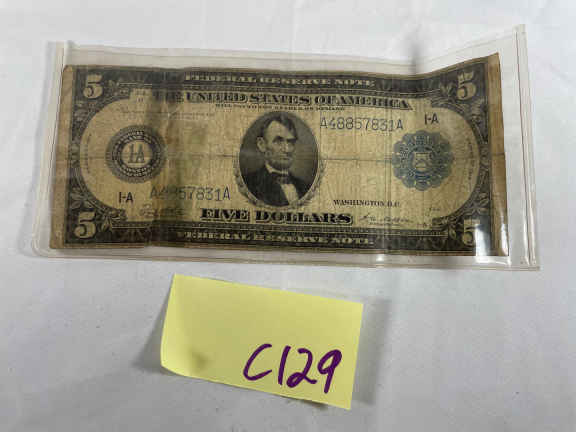 5 FEDERAL RESERVE NOTE 5
THE UNITED STATES OF AMERICA
A48857831A I-A
1A
I-A A48857831A
WASHINGTON, D.C.
5 FIVE DOLLARS 5
FEDERAL RESERVE NOTE
C129